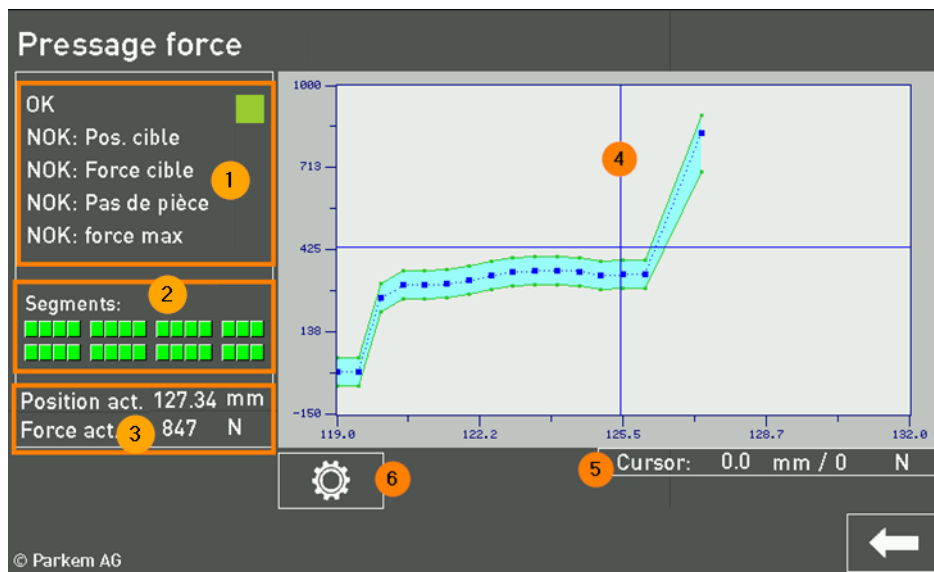 Pressage force
OK
NOK: Pos. cible
NOK: Force cible
1
NOK: Pas de pièce
NOK: force max
2
Segments:
Position act. 127.34 mm
Force act. 3 847 N
1000
713
425
138
-150
4
119.0 122.2 125.5 128.7 132.0
5 Cursor: 0.0 mm / 0 N
6
© Parkem AG